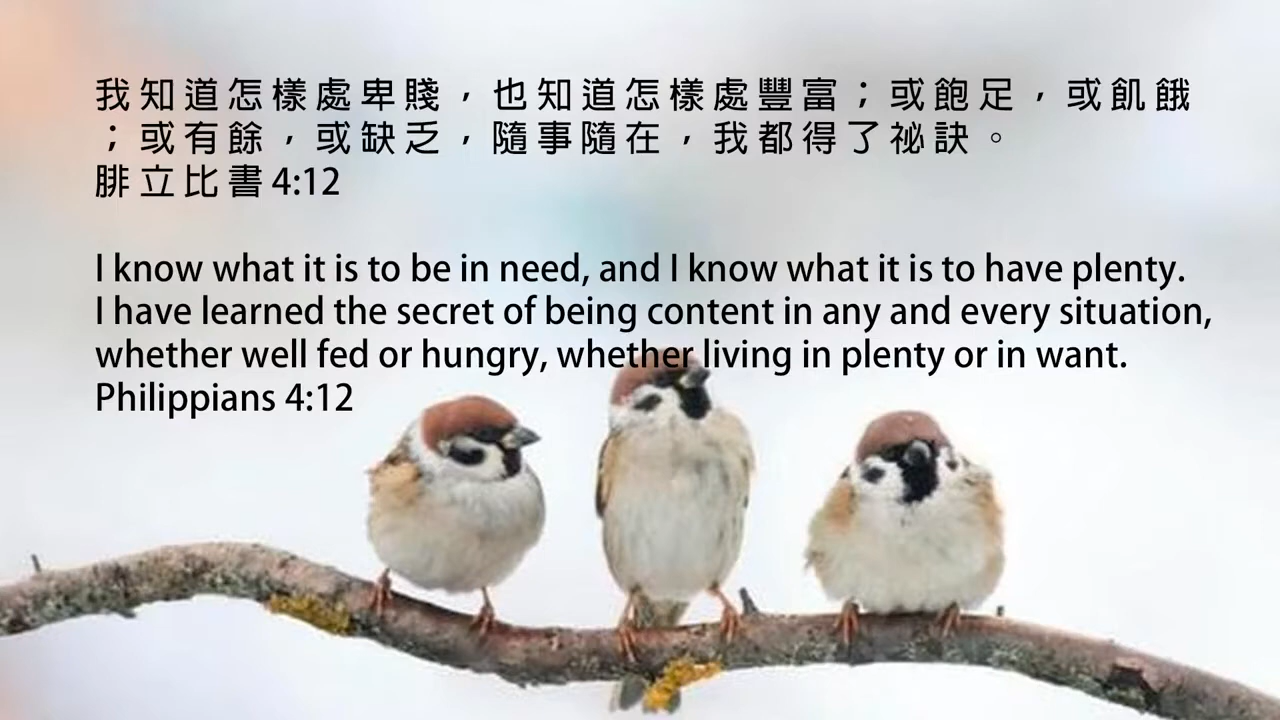 我知道怎樣處卑賤，也知道怎樣處豐富；或飽足，或飢餓
；或有餘，或缺乏，隨事隨在，我都得了祕訣。
腓立比書4:12
I know what it is to be in need, and I know what it is to have plenty.
I have learned the secret of being content in any and every situation,
whether well fed or hungry, whether living in plenty or in want.
Philippians 4:12